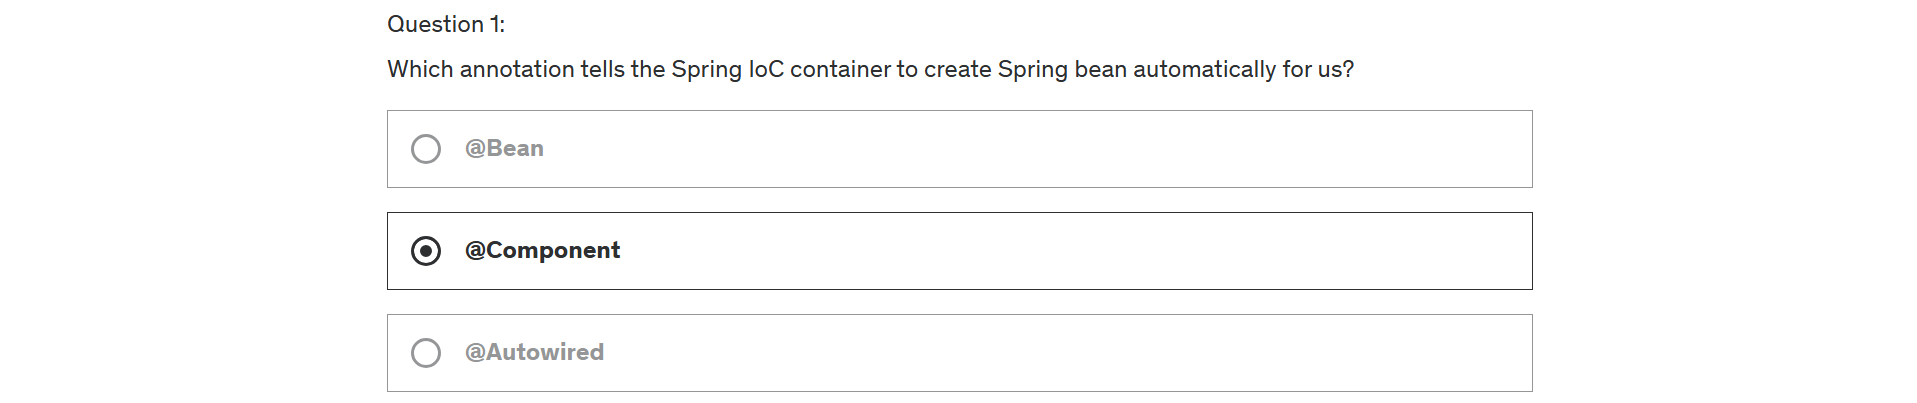 Question 1:
Which annotation tells the Spring IoC container to create Spring bean automatically for us?
@Bean
@Component
@Autowired